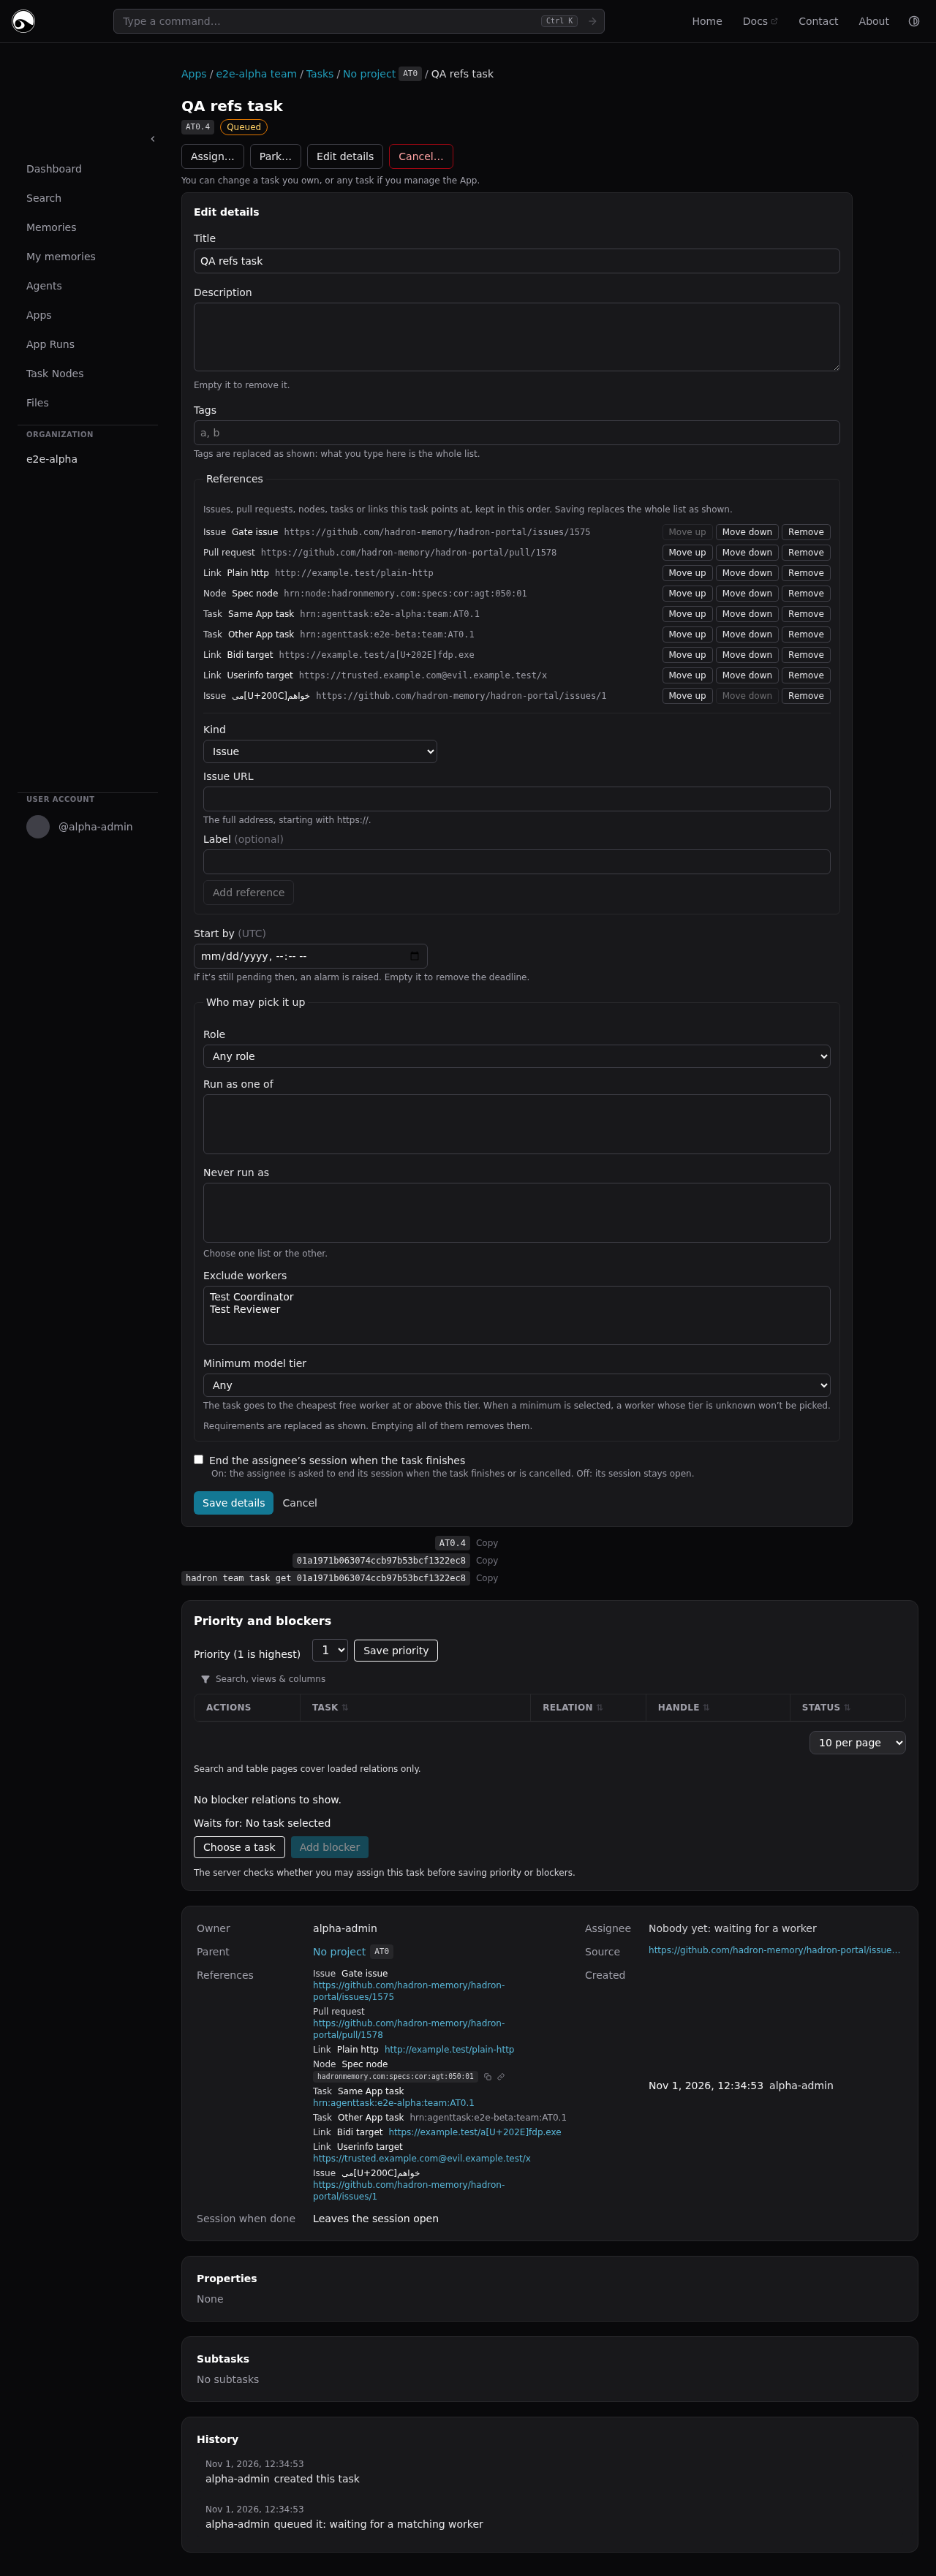 Type a command...
Ctrl K
Home
Docs
Contact
About
Apps / e2e-alpha team / Tasks / No project AT0 / QA refs task
QA refs task
AT0.4 Queued
Assign…
Park…
Edit details
Cancel…
You can change a task you own, or any task if you manage the App.
Dashboard
Search
Memories
My memories
Agents
Apps
App Runs
Task Nodes
Files
ORGANIZATION
e2e-alpha
USER ACCOUNT
@alpha-admin
Edit details
Title
QA refs task
Description
Empty it to remove it.
Tags
a, b
Tags are replaced as shown: what you type here is the whole list.
References
Issues, pull requests, nodes, tasks or links this task points at, kept in this order. Saving replaces the whole list as shown.
Issue Gate issue https://github.com/hadron-memory/hadron-portal/issues/1575 Move up Move down Remove
Pull request https://github.com/hadron-memory/hadron-portal/pull/1578 Move up Move down Remove
Link Plain http http://example.test/plain-http Move up Move down Remove
Node Spec node hrn:node:hadronmemory.com:specs:cor:agt:050:01 Move up Move down Remove
Task Same App task hrn:agenttask:e2e-alpha:team:AT0.1 Move up Move down Remove
Task Other App task hrn:agenttask:e2e-beta:team:AT0.1 Move up Move down Remove
Link Bidi target https://example.test/a[U+202E]fdp.exe Move up Move down Remove
Link Userinfo target https://trusted.example.com@evil.example.test/x Move up Move down Remove
Issue می[U+200C]خواهم https://github.com/hadron-memory/hadron-portal/issues/1 Move up Move down Remove
Kind
Issue
Issue URL
The full address, starting with https://.
Label (optional)
Add reference
Start by (UTC)
mm/dd/yyyy, --:-- --
If it's still pending then, an alarm is raised. Empty it to remove the deadline.
Who may pick it up
Role
Any role
Run as one of
Never run as
Choose one list or the other.
Exclude workers
Test Coordinator
Test Reviewer
Minimum model tier
Any
The task goes to the cheapest free worker at or above this tier. When a minimum is selected, a worker whose tier is unknown won't be picked.
Requirements are replaced as shown. Emptying all of them removes them.
End the assignee's session when the task finishes
On: the assignee is asked to end its session when the task finishes or is cancelled. Off: its session stays open.
Save details
Cancel
AT0.4 Copy
01a1971b063074ccb97b53bcf1322ec8 Copy
hadron team task get 01a1971b063074ccb97b53bcf1322ec8 Copy
Priority and blockers
Priority (1 is highest) 1 Save priority
Search, views & columns
ACTIONS TASK RELATION HANDLE STATUS
10 per page
Search and table pages cover loaded relations only.
No blocker relations to show.
Waits for: No task selected
Choose a task
Add blocker
The server checks whether you may assign this task before saving priority or blockers.
Owner alpha-admin
Assignee Nobody yet: waiting for a worker
Parent No project AT0
Source https://github.com/hadron-memory/hadron-portal/issue…
References
Issue Gate issue
https://github.com/hadron-memory/hadron-
portal/issues/1575
Pull request
https://github.com/hadron-memory/hadron-
portal/pull/1578
Link Plain http http://example.test/plain-http
Node Spec node
hadronmemory.com:specs:cor:agt:050:01
Task Same App task
hrn:agenttask:e2e-alpha:team:AT0.1
Task Other App task hrn:agenttask:e2e-beta:team:AT0.1
Link Bidi target https://example.test/a[U+202E]fdp.exe
Link Userinfo target
https://trusted.example.com@evil.example.test/x
Issue می[U+200C]خواهم
https://github.com/hadron-memory/hadron-
portal/issues/1
Created
Nov 1, 2026, 12:34:53 alpha-admin
Session when done Leaves the session open
Properties
None
Subtasks
No subtasks
History
Nov 1, 2026, 12:34:53
alpha-admin created this task
Nov 1, 2026, 12:34:53
alpha-admin queued it: waiting for a matching worker